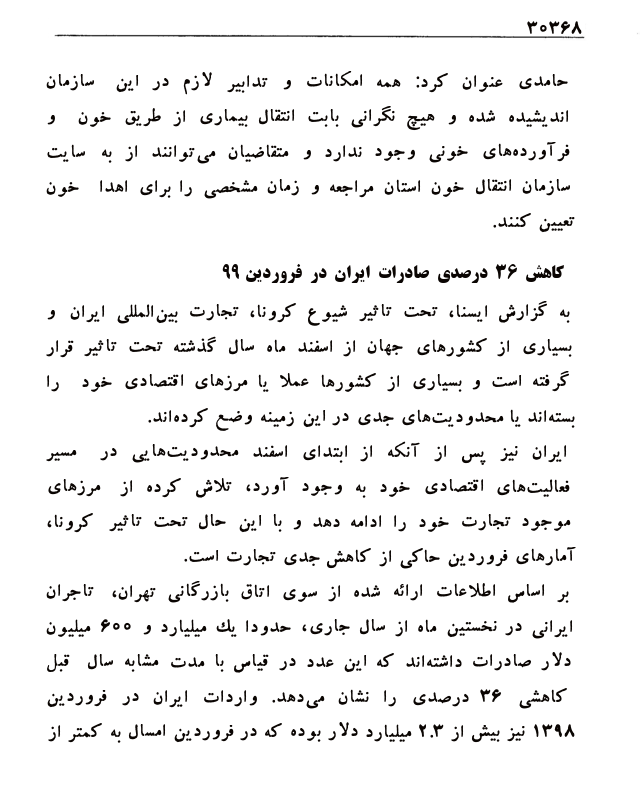 ۳۰۳۶۸
حامدی عنوان کرد: همه امکانات و تدابیر لازم در این سازمان
اندیشیده شده و هیچ نگرانی بابت انتقال بیماری از طریق خون و
فرآورده‌های خونی وجود ندارد و متقاضیان می‌توانند از به سایت
سازمان انتقال خون استان مراجعه و زمان مشخصی را برای اهدا خون
تعیین کنند.
کاهش ۳۶ درصدی صادرات ایران در فروردین ۹۹
به گزارش ایسنا، تحت تاثیر شیوع کرونا، تجارت بین‌المللی ایران و
بسیاری از کشورهای جهان از اسفند ماه سال گذشته تحت تاثیر قرار
گرفته است و بسیاری از کشورها عملا یا مرزهای اقتصادی خود را
بسته‌اند یا محدودیت‌های جدی در این زمینه وضع کرده‌اند.
ایران نیز پس از آنکه از ابتدای اسفند محدودیت‌هایی در مسیر
فعالیت‌های اقتصادی خود به وجود آورد، تلاش کرده از مرزهای
موجود تجارت خود را ادامه دهد و با این حال تحت تاثیر کرونا،
آمارهای فروردین حاکی از کاهش جدی تجارت است.
بر اساس اطلاعات ارائه شده از سوی اتاق بازرگانی تهران، تاجران
ایرانی در نخستین ماه از سال جاری، حدودا یك میلیارد و ۶۰۰ میلیون
دلار صادرات داشته‌اند که این عدد در قیاس با مدت مشابه سال قبل
کاهشی ۳۶ درصدی را نشان می‌دهد. واردات ایران در فروردین
۱۳۹۸ نیز بیش از ۲.۳ میلیارد دلار بوده که در فروردین امسال به کمتر از